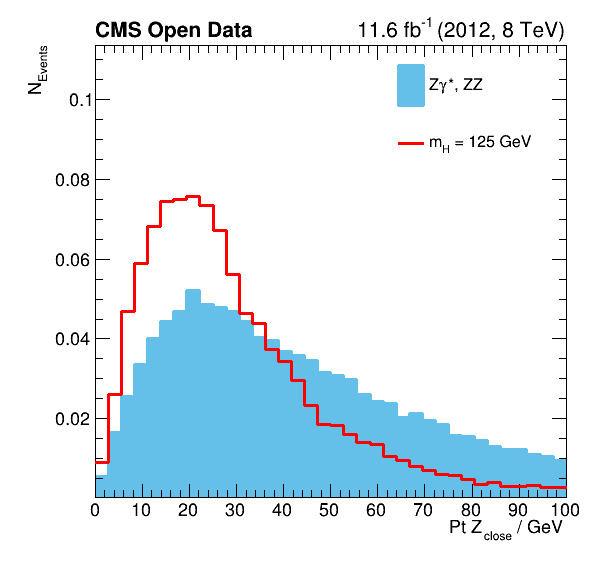 CMS Open Data 11.6 fb-1 (2012, 8 TeV)
NEvents
Zγ*, ZZ
mH = 125 GeV
0.1
0.08
0.06
0.04
0.02
0 10 20 30 40 50 60 70 80 90 100
Pt Zclose / GeV